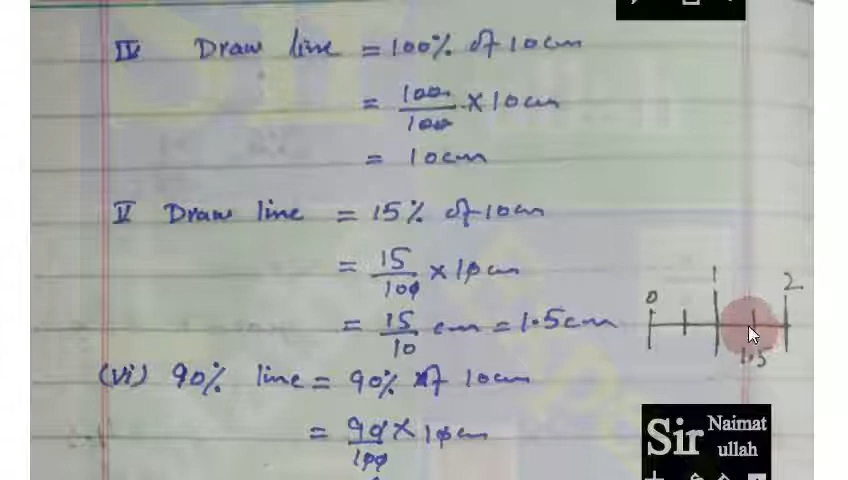 IV Draw line = 100% of 10cm
= 100/100 × 10cm
= 10cm
V Draw line = 15% of 10cm
= 15/100 × 10cm
= 15/10 cm = 1.5cm
0 1 2
1.5
(vi) 90% line = 90% of 10cm
= 90/100 × 10cm
Sir Naimat
ullah